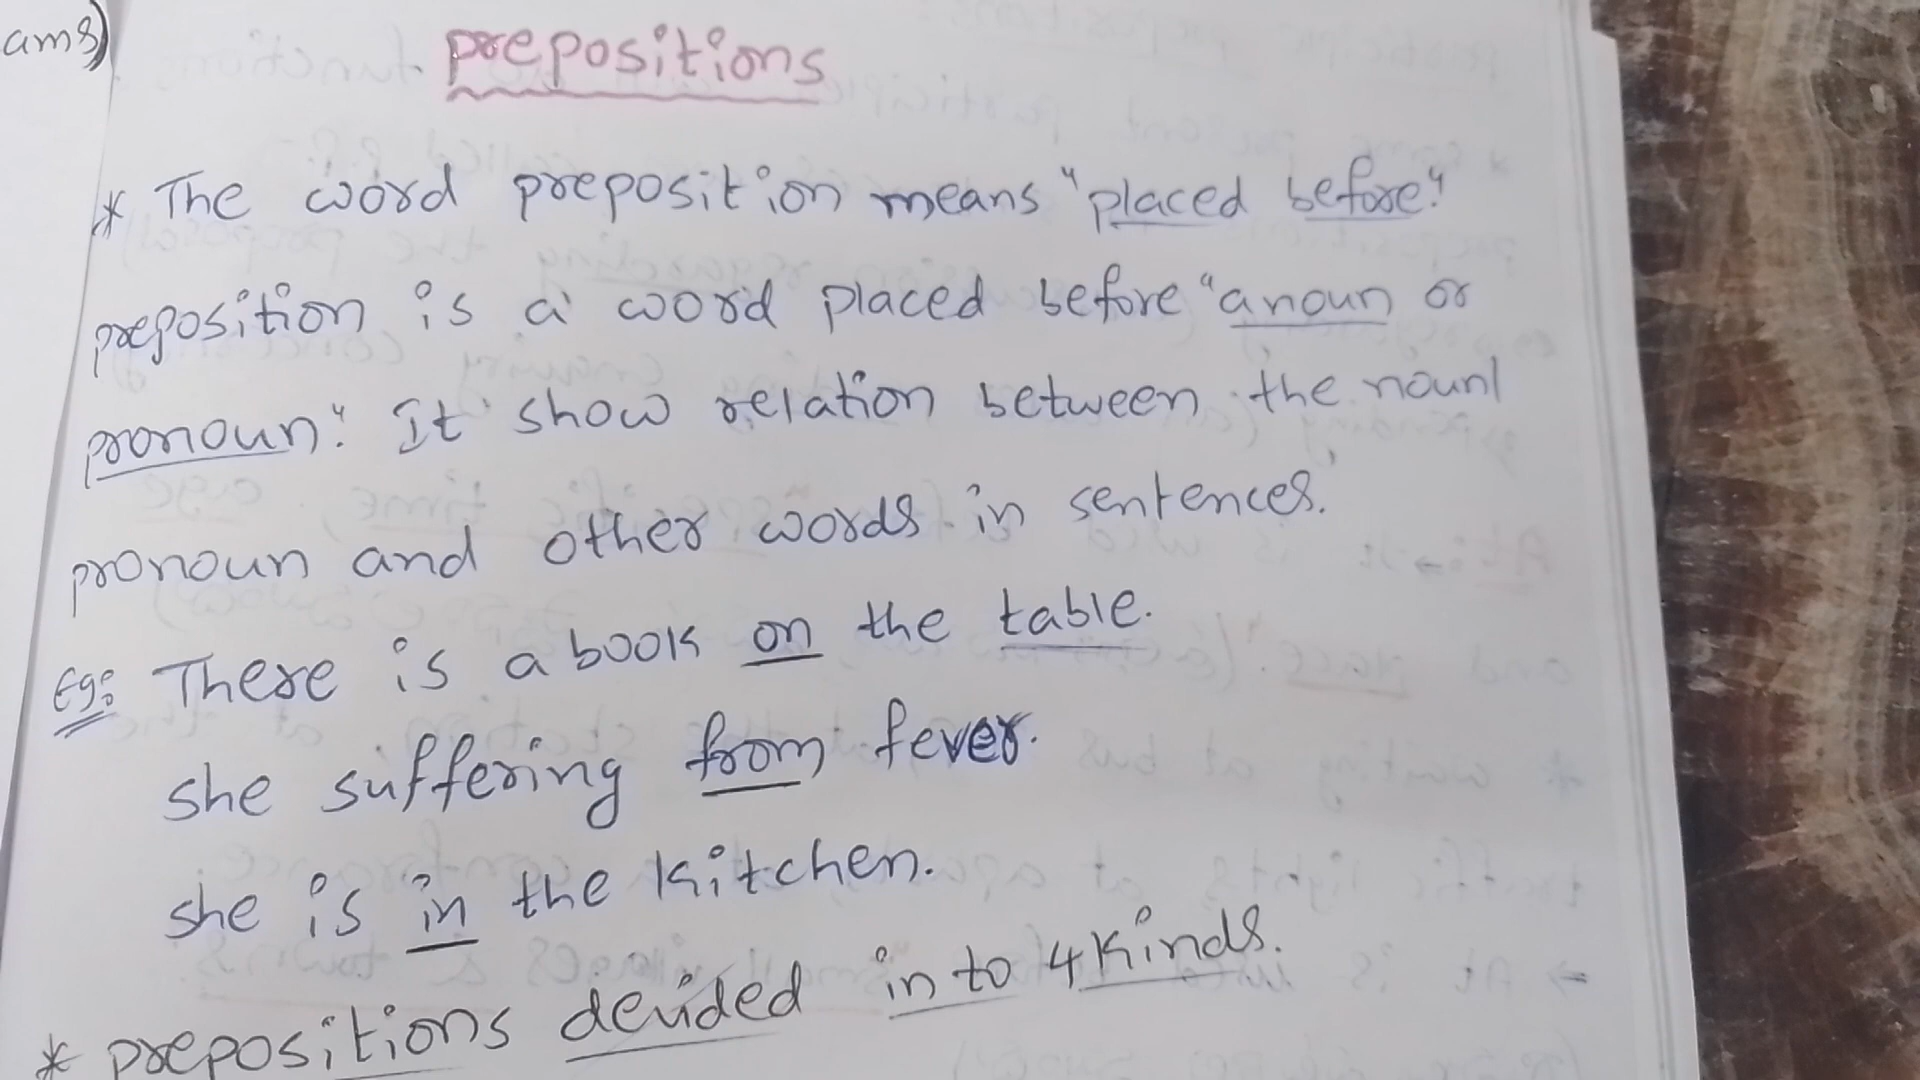 ams)
prepositions
* The word preposition means "placed before"
preposition is a word placed before "a noun or
pronoun". It show relation between the noun/
pronoun and other words in sentences.
Eg: There is a book on the table.
she suffering from fever.
she is in the kitchen.
* prepositions devided in to 4 kinds.